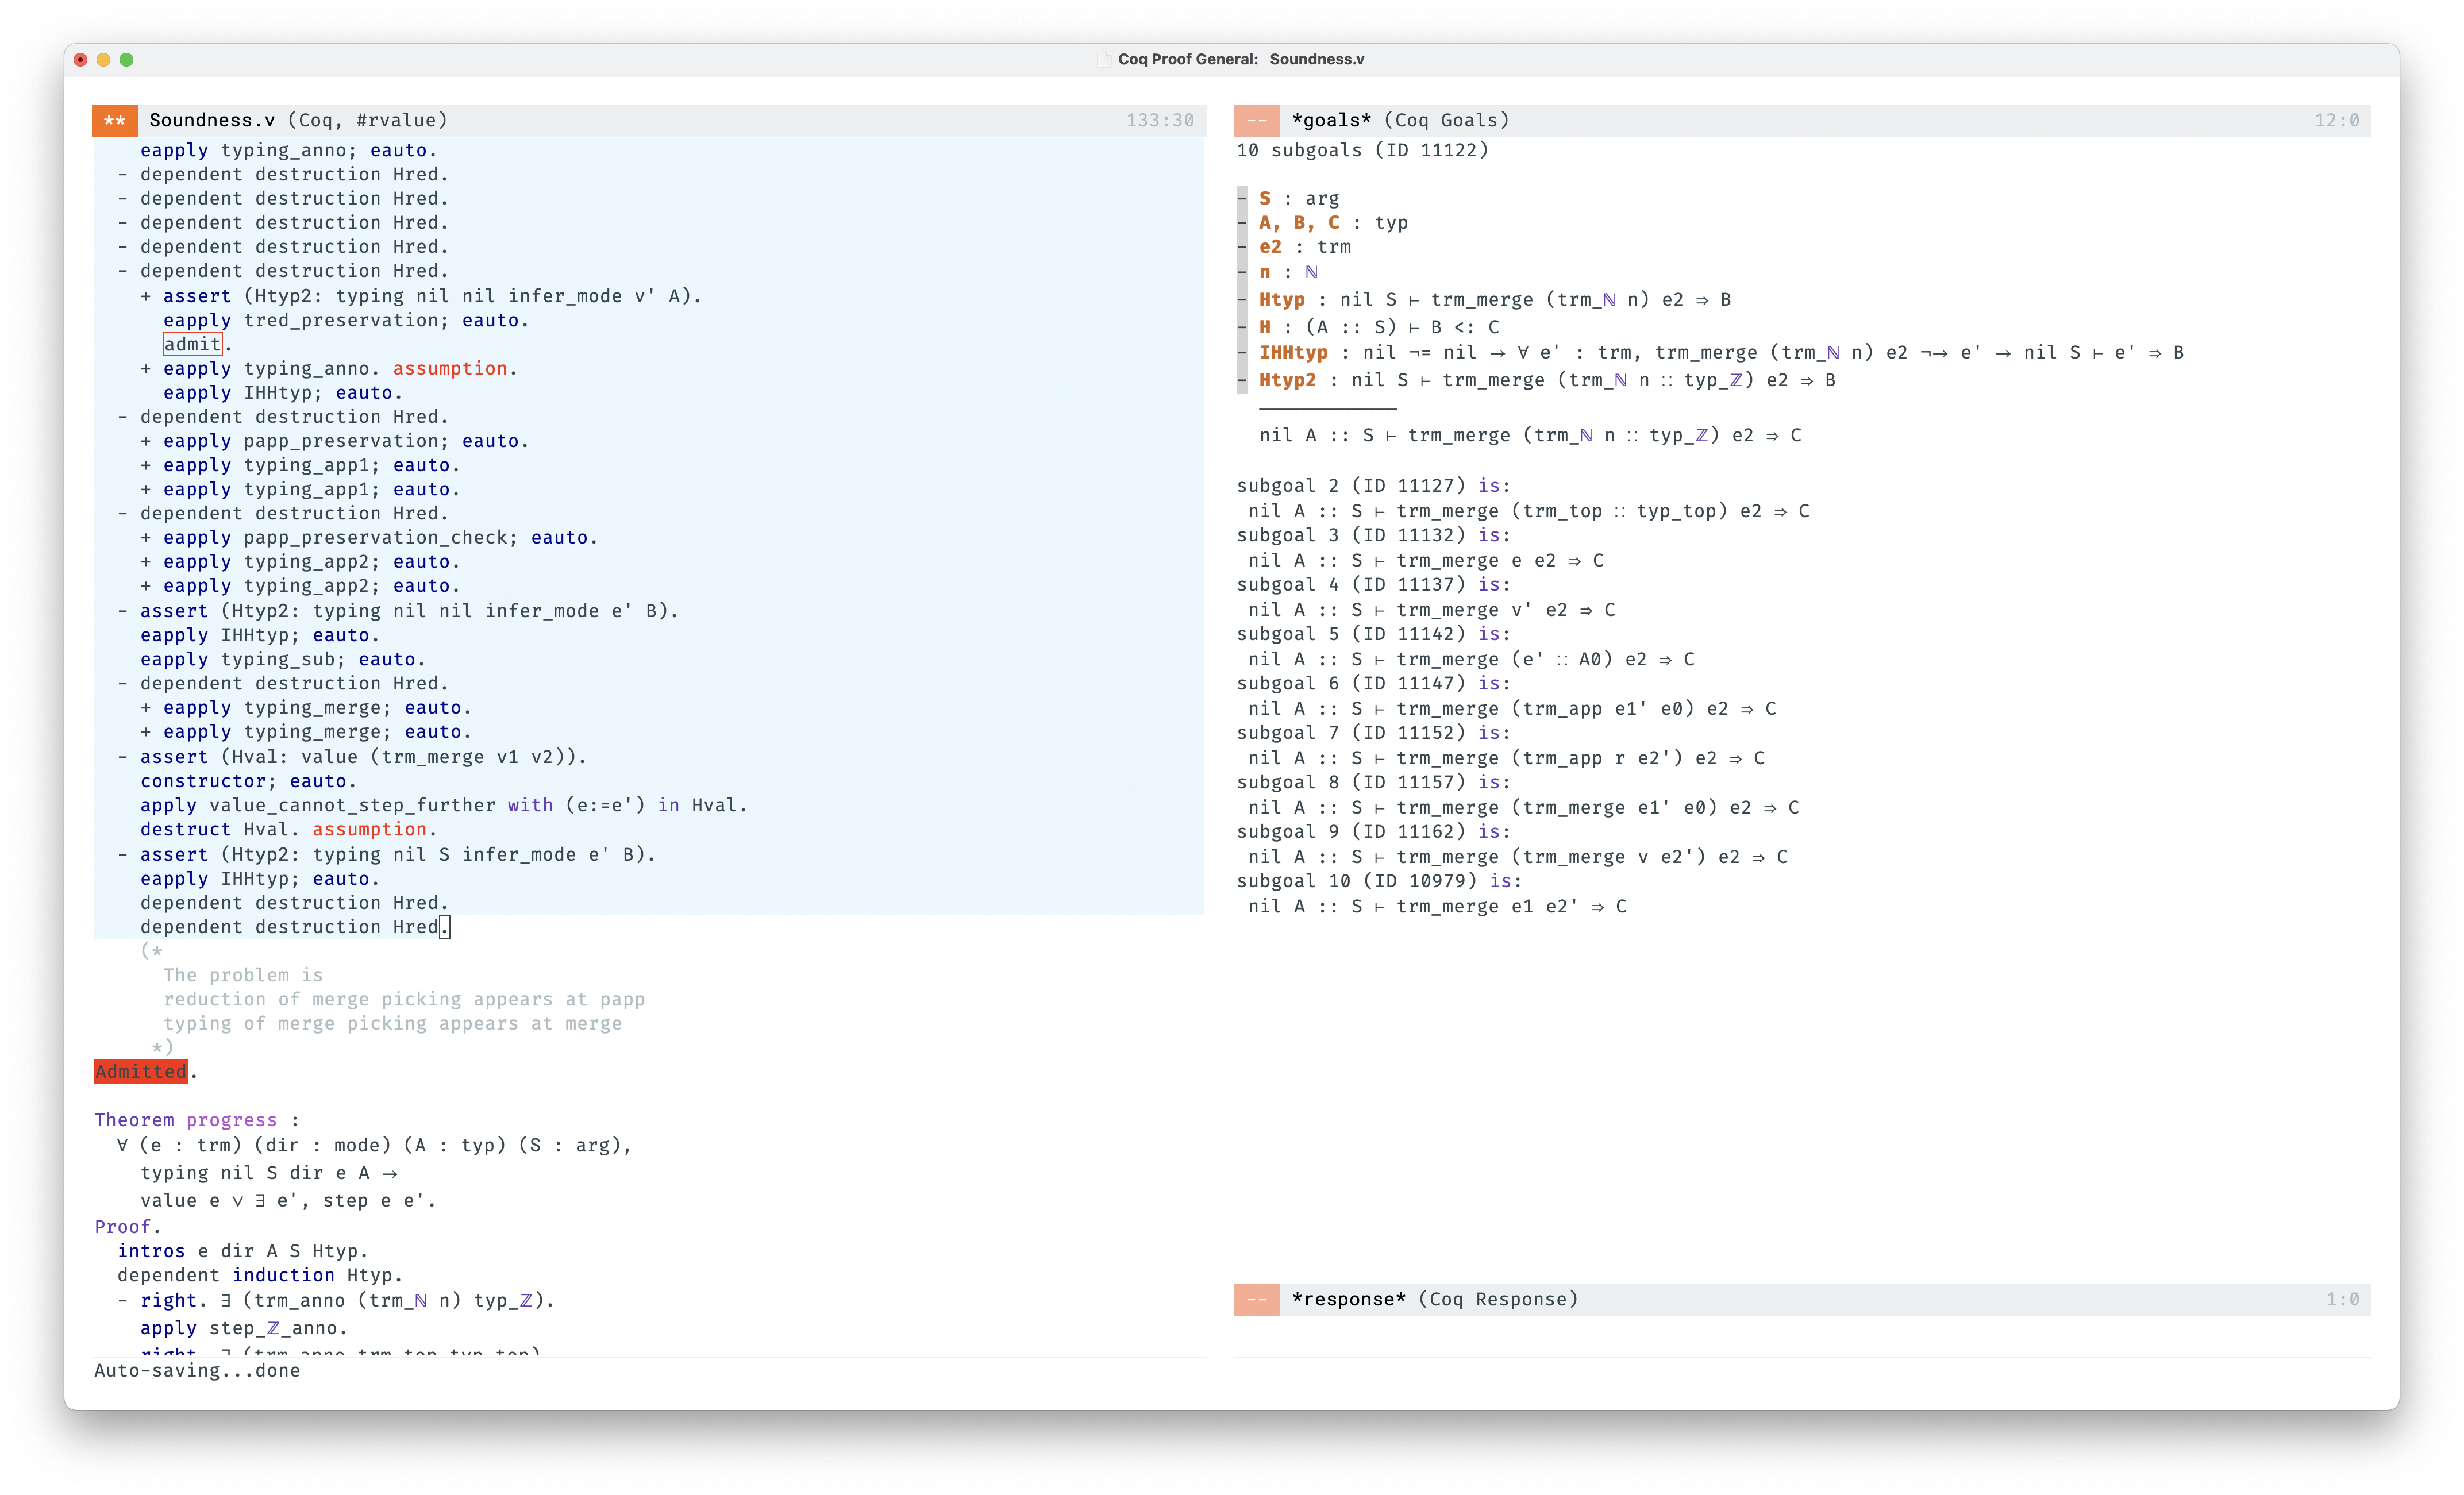 Coq Proof General: Soundness.v
** Soundness.v (Coq, #rvalue) 133:30
eapply typing_anno; eauto.
- dependent destruction Hred.
- dependent destruction Hred.
- dependent destruction Hred.
- dependent destruction Hred.
- dependent destruction Hred.
+ assert (Htyp2: typing nil nil infer_mode v' A).
eapply tred_preservation; eauto.
admit.
+ eapply typing_anno. assumption.
eapply IHHtyp; eauto.
- dependent destruction Hred.
+ eapply papp_preservation; eauto.
+ eapply typing_app1; eauto.
+ eapply typing_app1; eauto.
- dependent destruction Hred.
+ eapply papp_preservation_check; eauto.
+ eapply typing_app2; eauto.
+ eapply typing_app2; eauto.
- assert (Htyp2: typing nil nil infer_mode e' B).
eapply IHHtyp; eauto.
eapply typing_sub; eauto.
- dependent destruction Hred.
+ eapply typing_merge; eauto.
+ eapply typing_merge; eauto.
- assert (Hval: value (trm_merge v1 v2)).
constructor; eauto.
apply value_cannot_step_further with (e:=e') in Hval.
destruct Hval. assumption.
- assert (Htyp2: typing nil S infer_mode e' B).
eapply IHHtyp; eauto.
dependent destruction Hred.
dependent destruction Hred.
(*
The problem is
reduction of merge picking appears at papp
typing of merge picking appears at merge
*)
Admitted.
Theorem progress :
∀ (e : trm) (dir : mode) (A : typ) (S : arg),
typing nil S dir e A →
value e ∨ ∃ e', step e e'.
Proof.
intros e dir A S Htyp.
dependent induction Htyp.
- right. ∃ (trm_anno (trm_ℕ n) typ_ℤ).
apply step_ℤ_anno.
right. ∃ (trm_anno trm_top typ_top)
Auto-saving...done
-- *goals* (Coq Goals) 12:0
10 subgoals (ID 11122)
- S : arg
- A, B, C : typ
- e2 : trm
- n : ℕ
- Htyp : nil S ⊢ trm_merge (trm_ℕ n) e2 ⇒ B
- H : (A :: S) ⊢ B <: C
- IHHtyp : nil ¬= nil → ∀ e' : trm, trm_merge (trm_ℕ n) e2 ¬→ e' → nil S ⊢ e' ⇒ B
- Htyp2 : nil S ⊢ trm_merge (trm_ℕ n :: typ_ℤ) e2 ⇒ B
nil A :: S ⊢ trm_merge (trm_ℕ n :: typ_ℤ) e2 ⇒ C
subgoal 2 (ID 11127) is:
nil A :: S ⊢ trm_merge (trm_top :: typ_top) e2 ⇒ C
subgoal 3 (ID 11132) is:
nil A :: S ⊢ trm_merge e e2 ⇒ C
subgoal 4 (ID 11137) is:
nil A :: S ⊢ trm_merge v' e2 ⇒ C
subgoal 5 (ID 11142) is:
nil A :: S ⊢ trm_merge (e' :: A0) e2 ⇒ C
subgoal 6 (ID 11147) is:
nil A :: S ⊢ trm_merge (trm_app e1' e0) e2 ⇒ C
subgoal 7 (ID 11152) is:
nil A :: S ⊢ trm_merge (trm_app r e2') e2 ⇒ C
subgoal 8 (ID 11157) is:
nil A :: S ⊢ trm_merge (trm_merge e1' e0) e2 ⇒ C
subgoal 9 (ID 11162) is:
nil A :: S ⊢ trm_merge (trm_merge v e2') e2 ⇒ C
subgoal 10 (ID 10979) is:
nil A :: S ⊢ trm_merge e1 e2' ⇒ C
-- *response* (Coq Response) 1:0